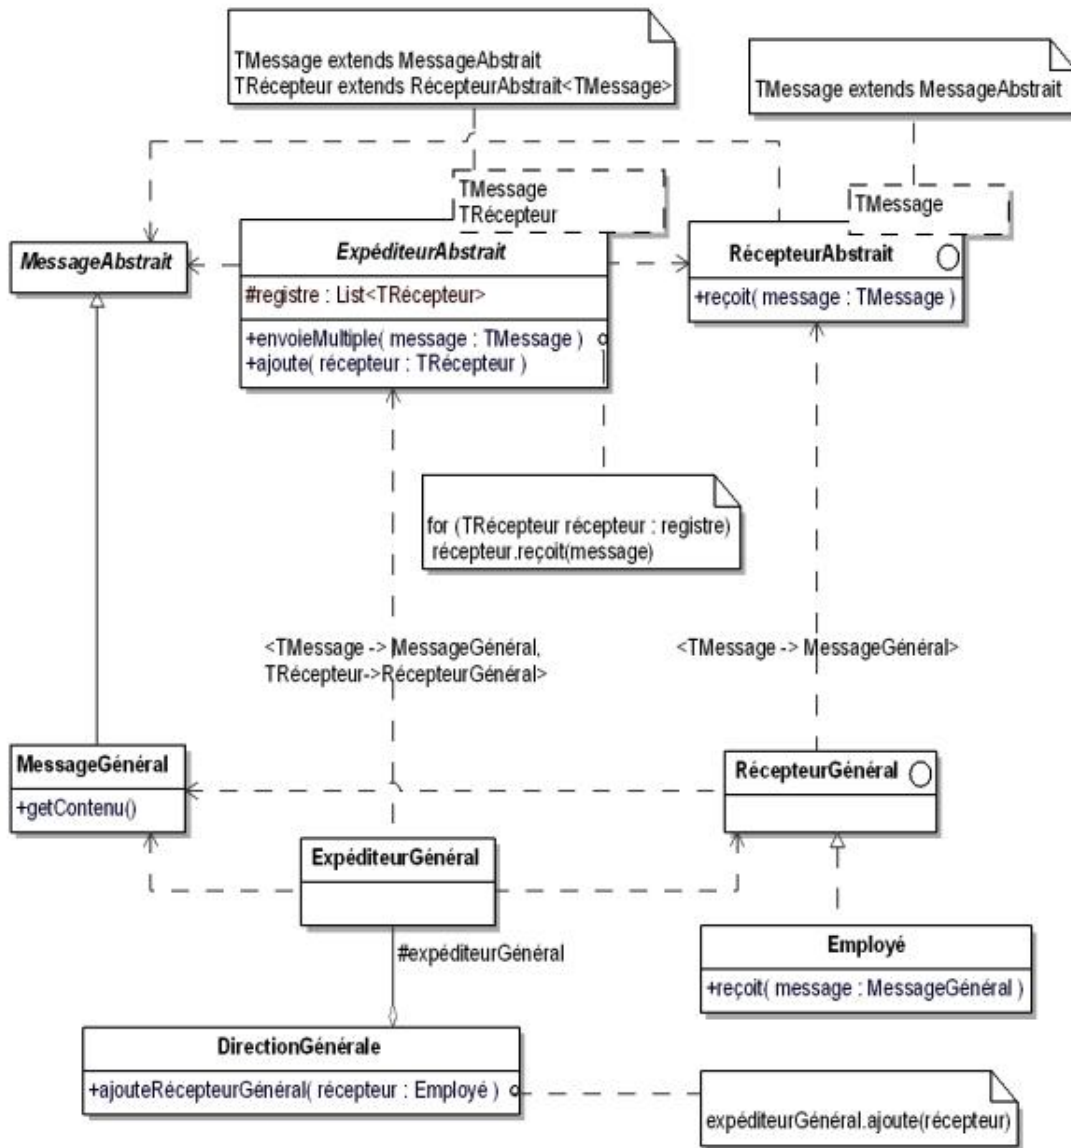 TMessage extends MessageAbstrait
TRécepteur extends RécepteurAbstrait<TMessage>
TMessage extends MessageAbstrait
TMessage
TRécepteur
TMessage
MessageAbstrait
ExpéditeurAbstrait
#registre : List<TRécepteur>
+envoieMultiple( message : TMessage )
+ajoute( récepteur : TRécepteur )
RécepteurAbstrait
+reçoit( message : TMessage )
for (TRécepteur récepteur : registre)
récepteur.reçoit(message)
<TMessage -> MessageGénéral,
TRécepteur->RécepteurGénéral>
<TMessage -> MessageGénéral>
MessageGénéral
+getContenu()
RécepteurGénéral
ExpéditeurGénéral
#expéditeurGénéral
Employé
+reçoit( message : MessageGénéral )
DirectionGénérale
+ajouteRécepteurGénéral( récepteur : Employé )
expéditeurGénéral.ajoute(récepteur)